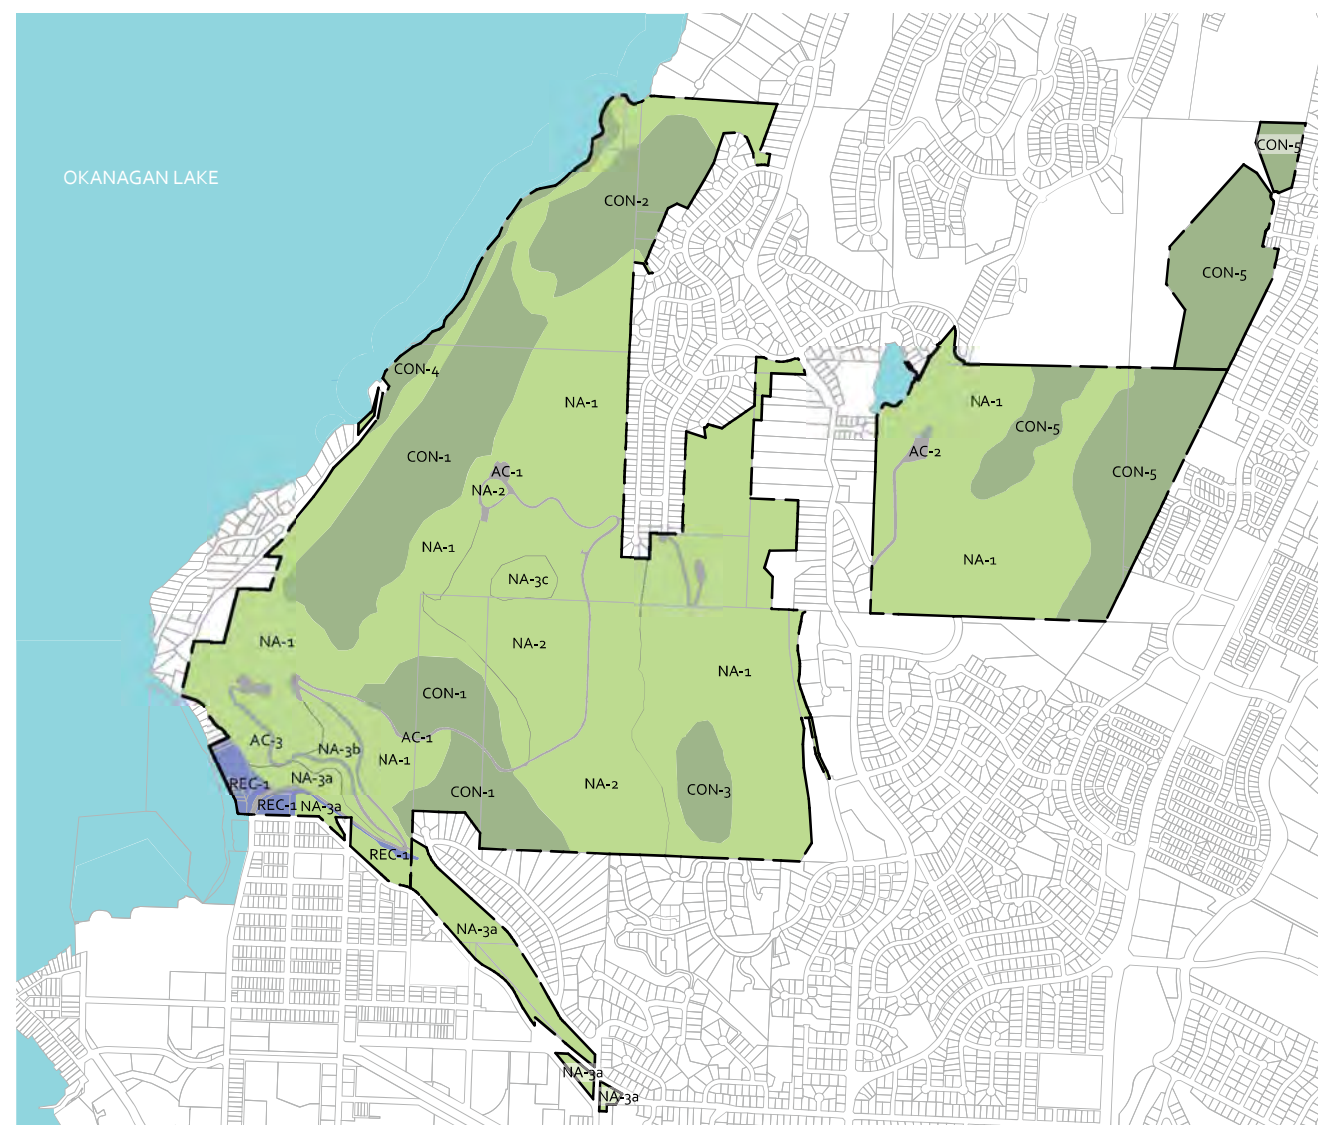 CON-5
OKANAGAN LAKE
CON-2
CON-5
CON-4
NA-1
NA-1
CON-5
AC-2
CON-1
AC-1
CON-5
NA-2
NA-1
NA-3c
NA-1
NA-1
NA-2
NA-1
CON-1
AC-1
AC-3
NA-3b
NA-1
NA-3a
REC-1
NA-2
CON-3
CON-1
REC-1
NA-3a
REC-1
NA-3a
NA-3a
NA-3a